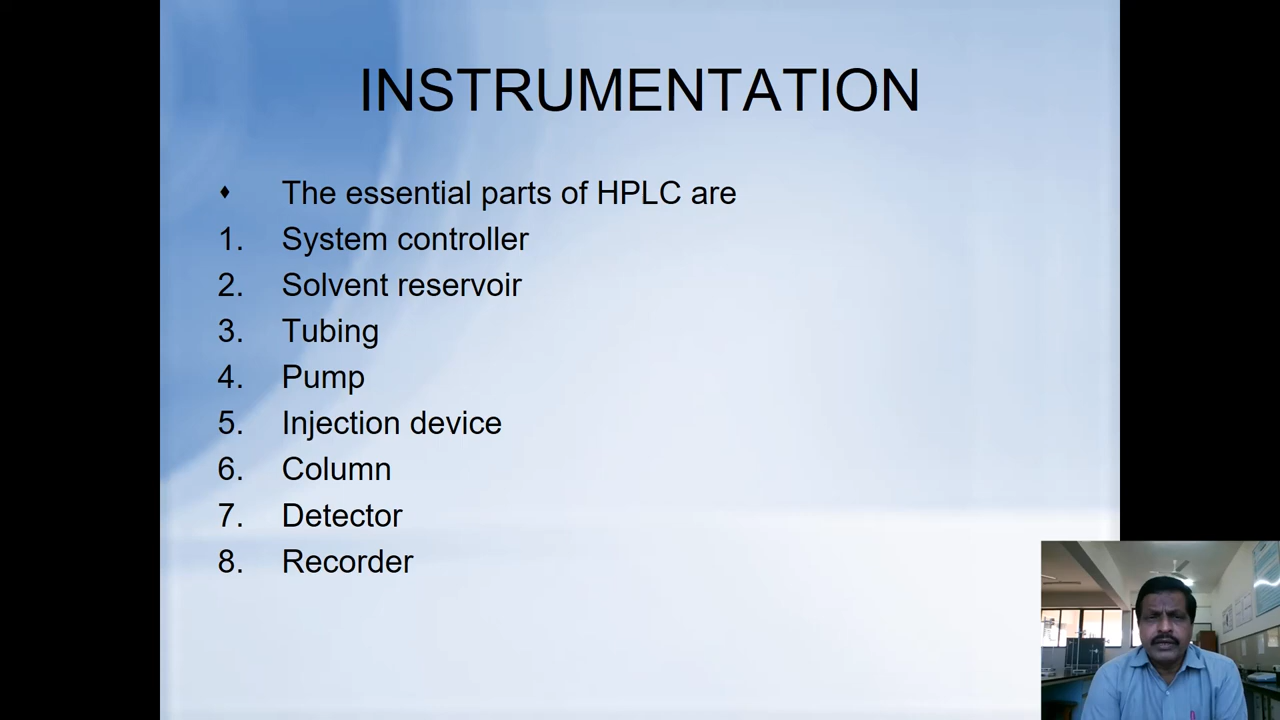 INSTRUMENTATION
♦ The essential parts of HPLC are
1. System controller
2. Solvent reservoir
3. Tubing
4. Pump
5. Injection device
6. Column
7. Detector
8. Recorder